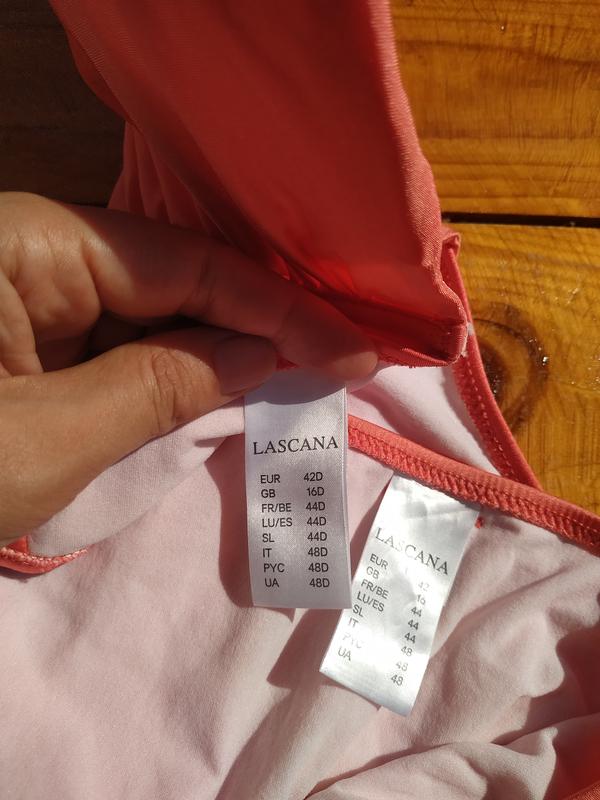 LASCANA
EUR 42D
GB 16D
FR/BE 44D
LU/ES 44D
SL 44D
IT 48D
PYC 48D
UA 48D
LASCANA
EUR 42
GB 16
FR/BE 44
LU/ES 44
SL 44
IT 48
PYC 48
UA 48